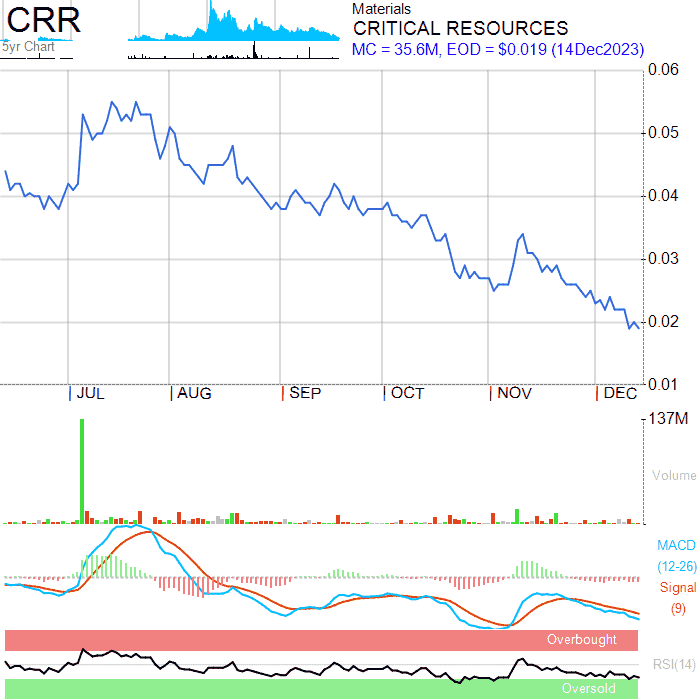 CRR
5yr Chart
Materials
CRITICAL RESOURCES
MC = 35.6M, EOD = $0.019 (14Dec2023)
0.06
0.05
0.04
0.03
0.02
0.01
JUL AUG SEP OCT NOV DEC
137M
Volume
MACD
(12-26)
Signal
(9)
Overbought
RSI(14)
Oversold